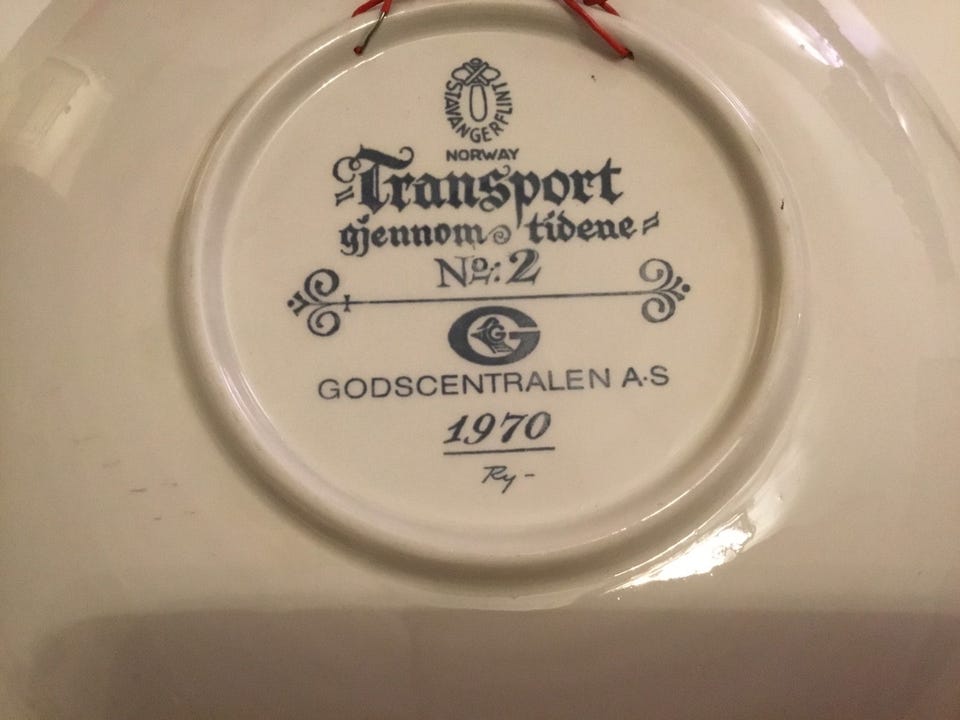 STAVANGERFLINT
NORWAY
"Transport
gjennom tidene"
No: 2
G
GODSCENTRALEN A·S
1970
Ry-